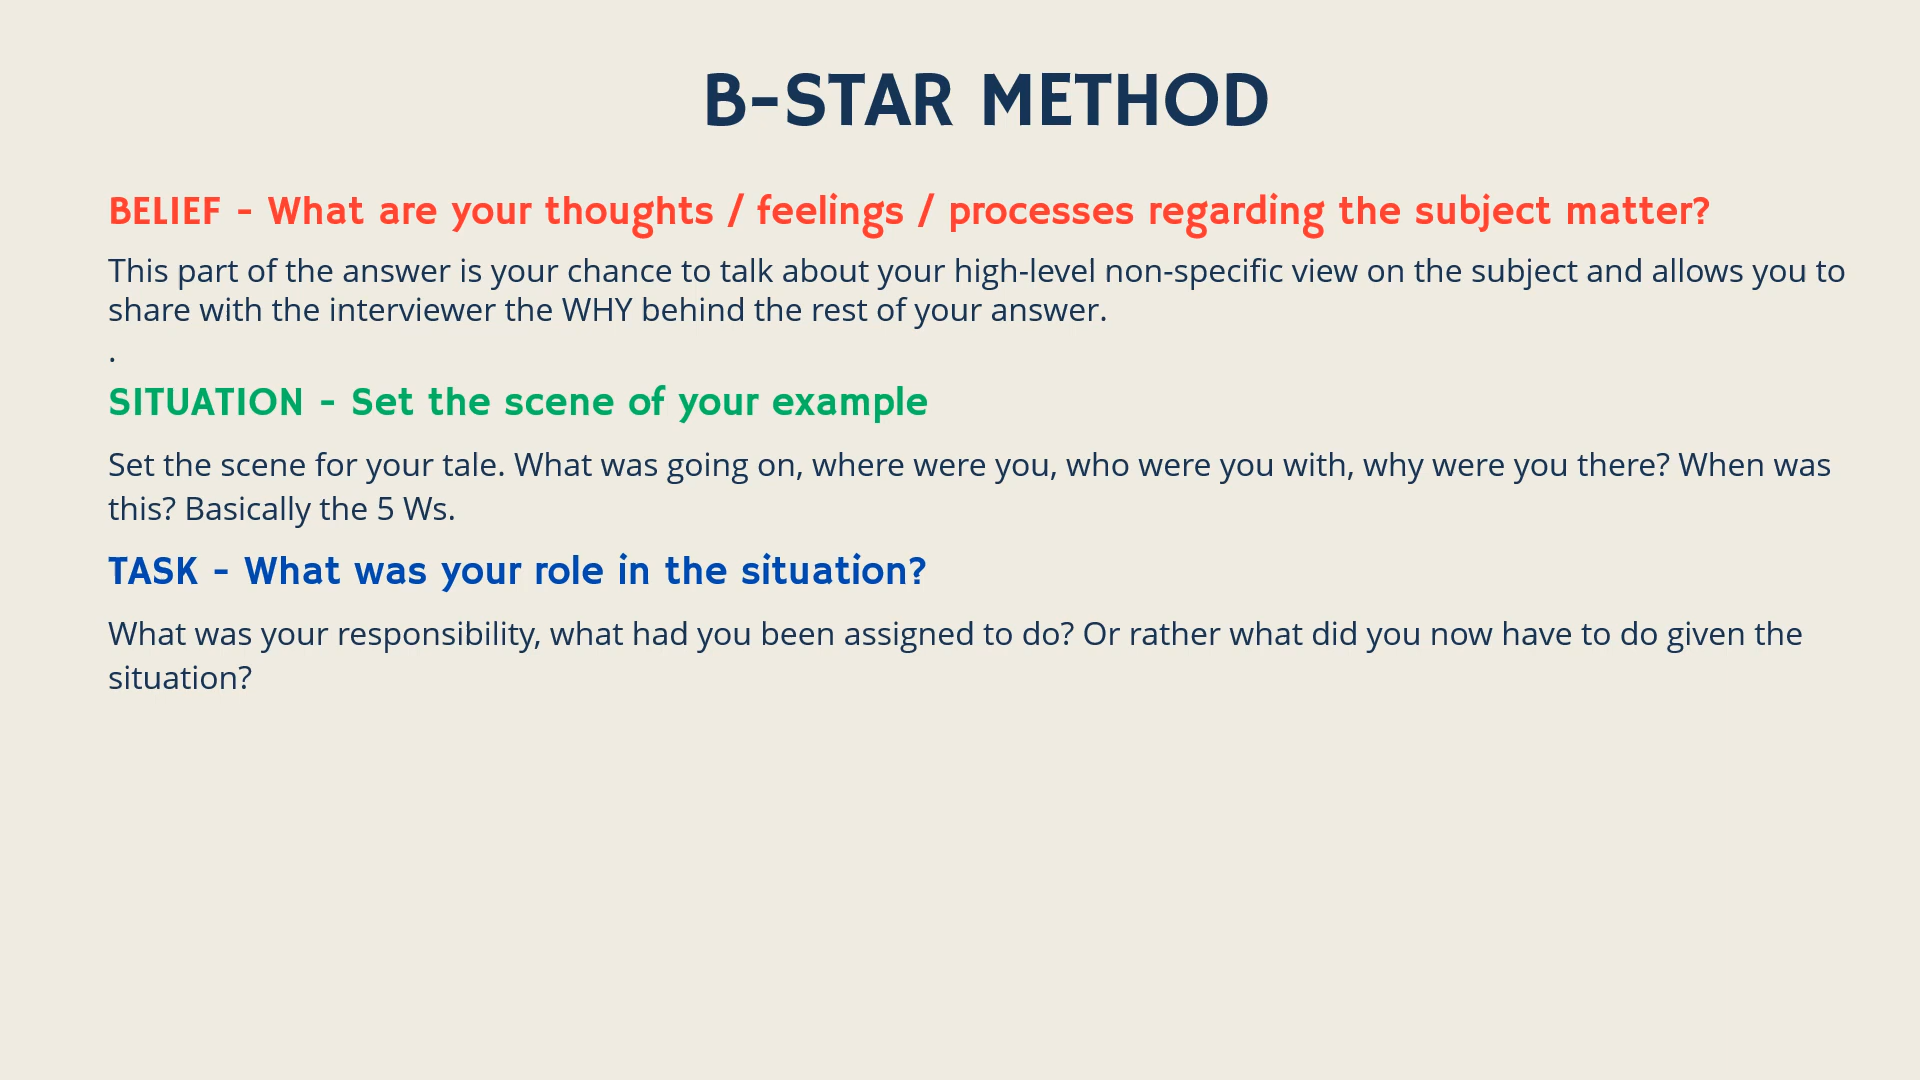 B-STAR METHOD
BELIEF - What are your thoughts / feelings / processes regarding the subject matter?
This part of the answer is your chance to talk about your high-level non-specific view on the subject and allows you to
share with the interviewer the WHY behind the rest of your answer.
.
SITUATION - Set the scene of your example
Set the scene for your tale. What was going on, where were you, who were you with, why were you there? When was
this? Basically the 5 Ws.
TASK - What was your role in the situation?
What was your responsibility, what had you been assigned to do? Or rather what did you now have to do given the
situation?